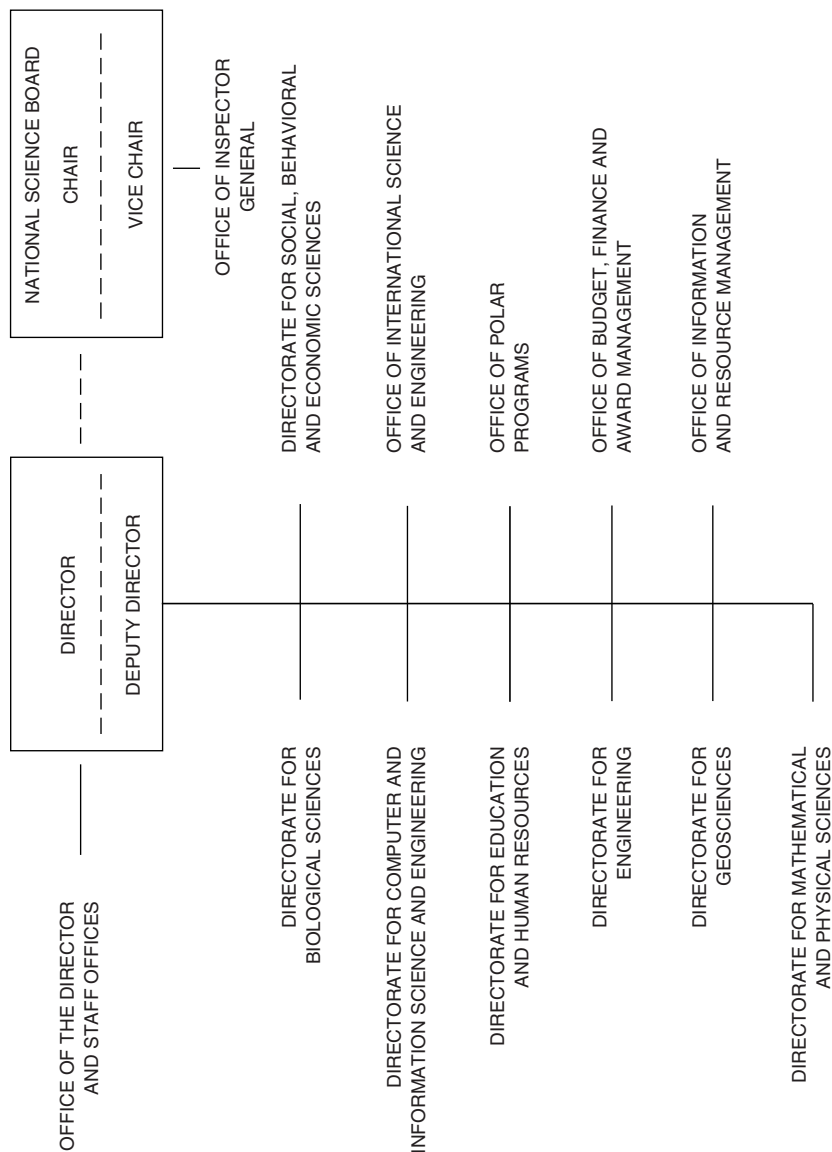 OFFICE OF THE DIRECTOR
AND STAFF OFFICES
DIRECTOR
DEPUTY DIRECTOR
NATIONAL SCIENCE BOARD
CHAIR
VICE CHAIR
OFFICE OF INSPECTOR
GENERAL
DIRECTORATE FOR
BIOLOGICAL SCIENCES
DIRECTORATE FOR SOCIAL, BEHAVIORAL
AND ECONOMIC SCIENCES
DIRECTORATE FOR COMPUTER AND
INFORMATION SCIENCE AND ENGINEERING
OFFICE OF INTERNATIONAL SCIENCE
AND ENGINEERING
DIRECTORATE FOR EDUCATION
AND HUMAN RESOURCES
OFFICE OF POLAR
PROGRAMS
DIRECTORATE FOR
ENGINEERING
OFFICE OF BUDGET, FINANCE AND
AWARD MANAGEMENT
DIRECTORATE FOR
GEOSCIENCES
OFFICE OF INFORMATION
AND RESOURCE MANAGEMENT
DIRECTORATE FOR MATHEMATICAL
AND PHYSICAL SCIENCES